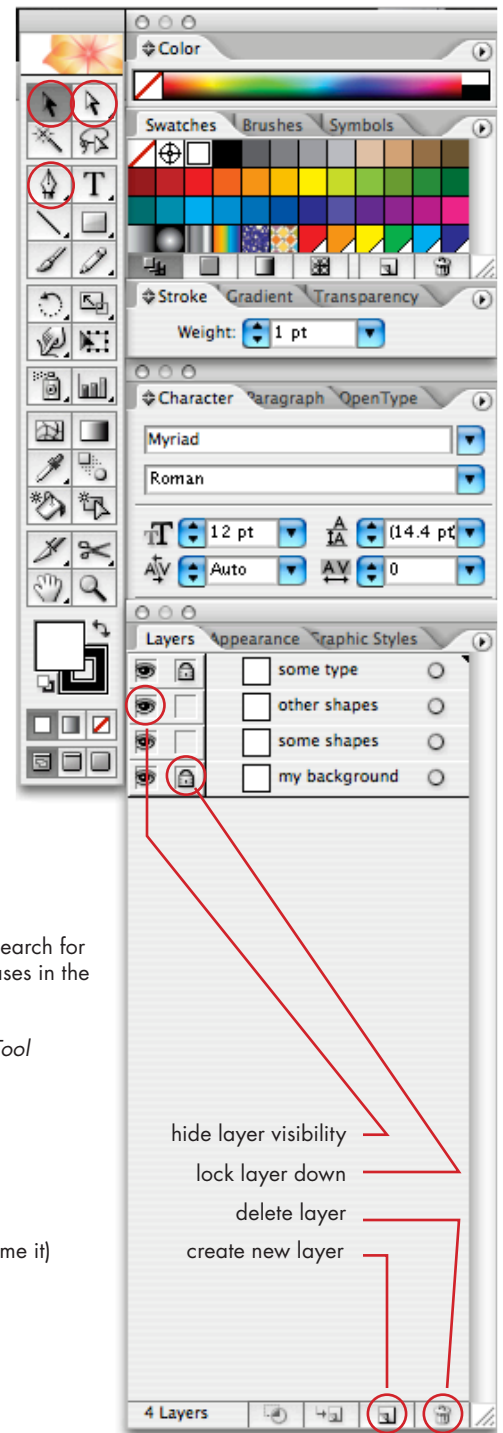 Color
Swatches Brushes Symbols
T
Stroke Gradient Transparency
Weight: 1 pt
Character Paragraph OpenType
Myriad
Roman
12 pt (14.4 pt
Auto 0
Layers Appearance Graphic Styles
some type
other shapes
some shapes
my background
earch for
ases in the
Tool
hide layer visibility
lock layer down
delete layer
me it)
create new layer
4 Layers